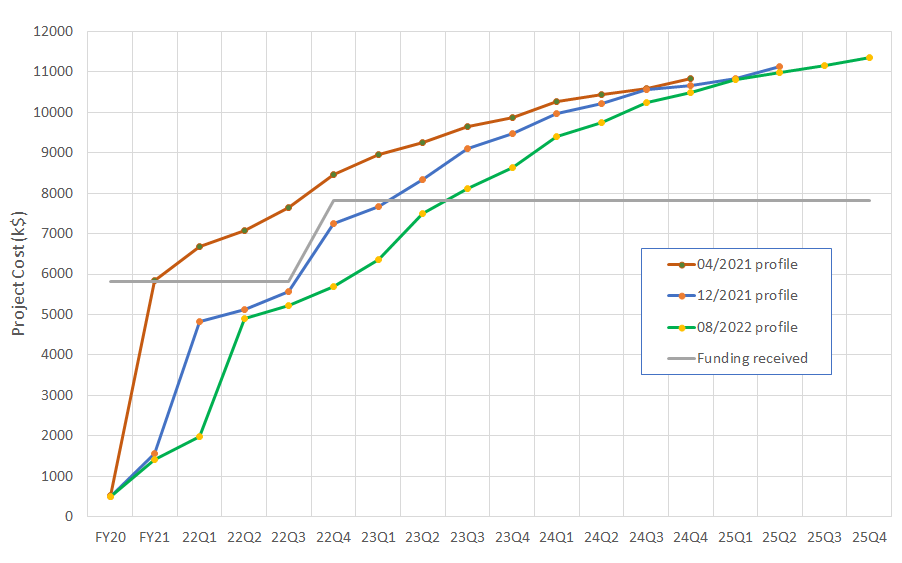 12000
11000
10000
9000
8000
7000
6000
5000
4000
3000
2000
1000
0
Project Cost (k$)
04/2021 profile
12/2021 profile
08/2022 profile
Funding received
FY20 FY21 22Q1 22Q2 22Q3 22Q4 23Q1 23Q2 23Q3 23Q4 24Q1 24Q2 24Q3 24Q4 25Q1 25Q2 25Q3 25Q4